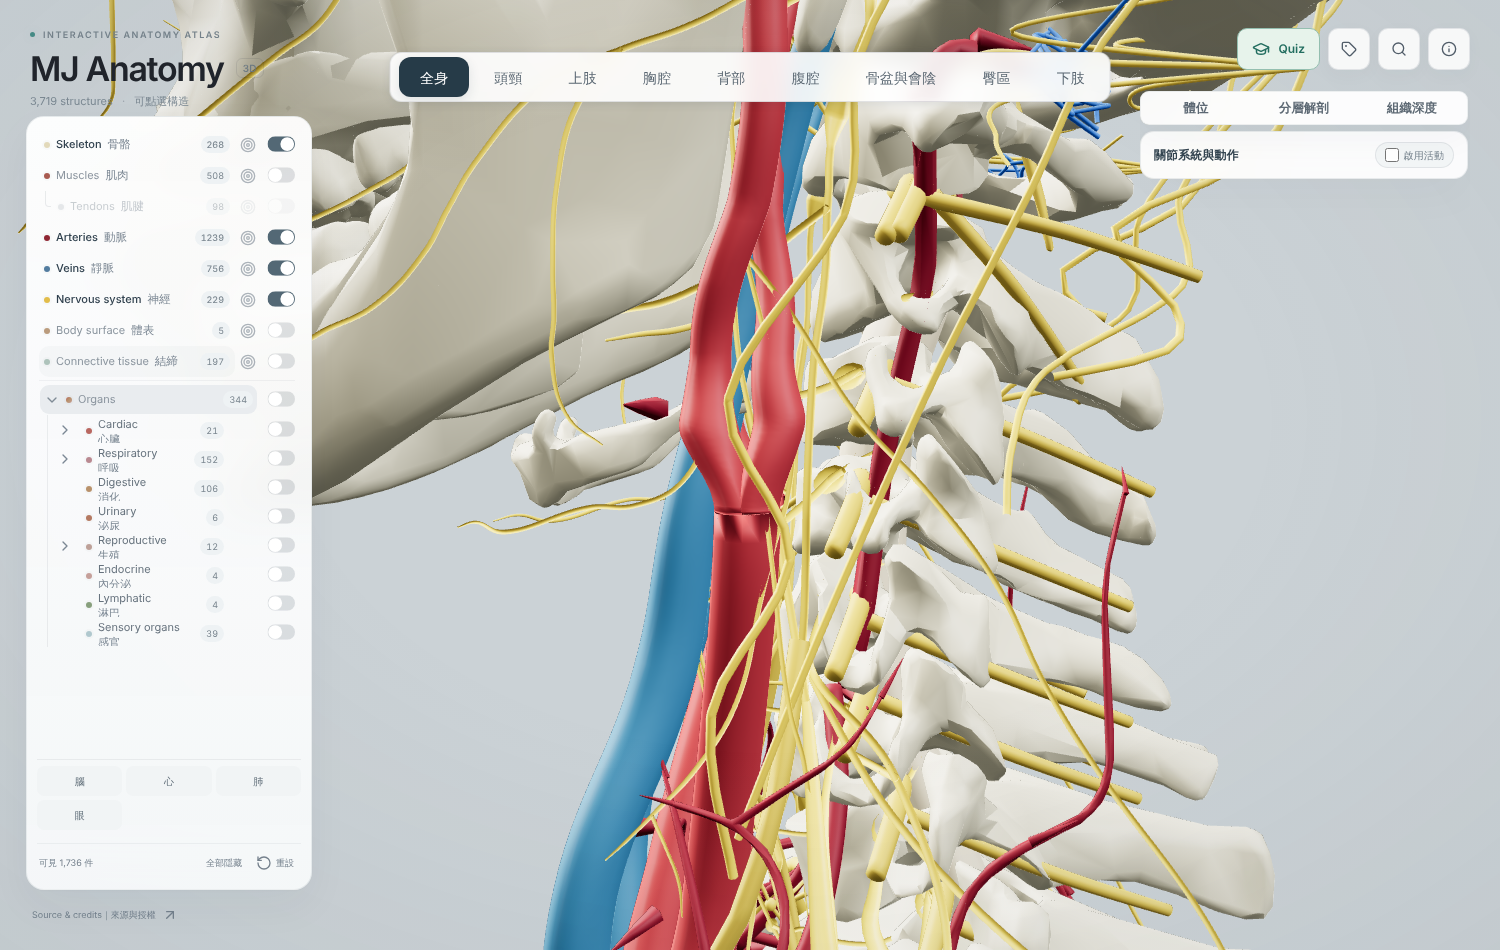 INTERACTIVE ANATOMY ATLAS
MJ Anatomy 3D
3,719 structures · 可點選構造
全身 頭頸 上肢 胸腔 背部 腹腔 骨盆與會陰 臀區 下肢
Quiz
體位 分層解剖 組織深度
關節系統與動作 啟用活動
Skeleton 骨骼 268
Muscles 肌肉 508
Tendons 肌腱 98
Arteries 動脈 1239
Veins 靜脈 756
Nervous system 神經 229
Body surface 體表 5
Connective tissue 結締 197
Organs 344
Cardiac 21
心臟
Respiratory 152
呼吸
Digestive 106
消化
Urinary 6
泌尿
Reproductive 12
生殖
Endocrine 4
內分泌
Lymphatic 4
淋巴
Sensory organs 39
感官
腦 心 肺
眼
可見 1,736 件 全部隱藏 重設
Source & credits | 來源與授權